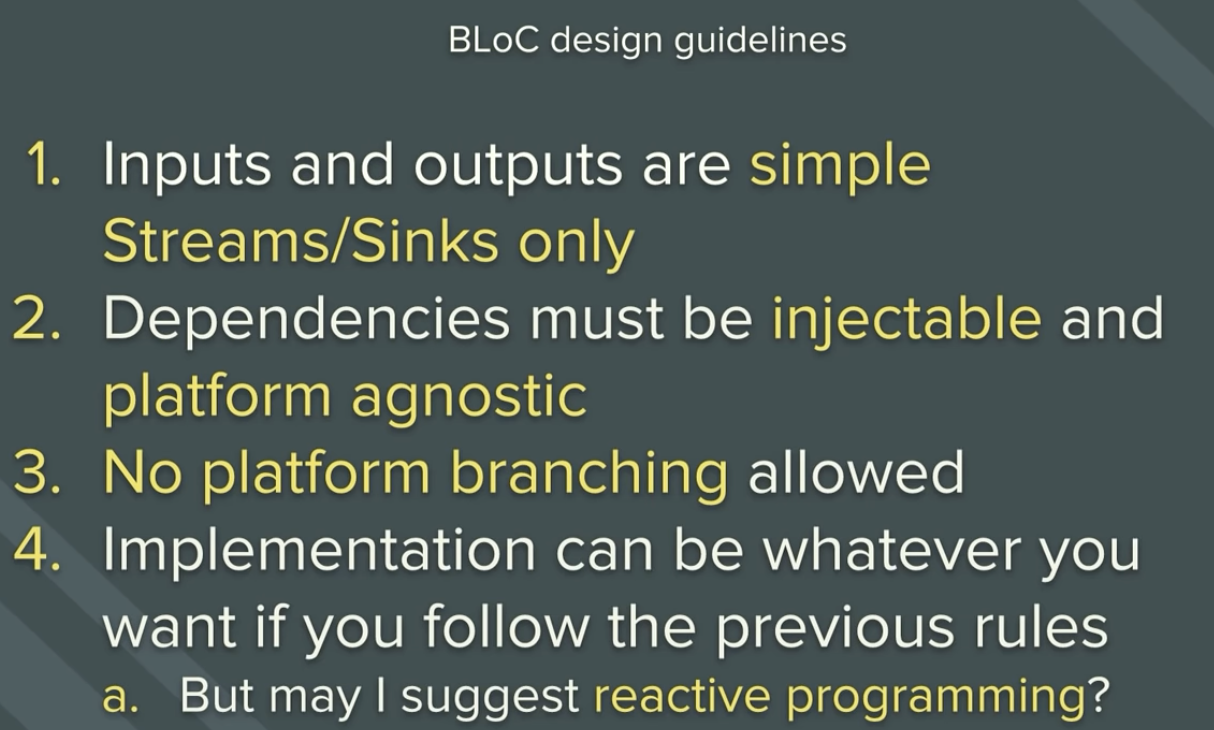 BLoC design guidelines
1. Inputs and outputs are simple
Streams/Sinks only
2. Dependencies must be injectable and
platform agnostic
3. No platform branching allowed
4. Implementation can be whatever you
want if you follow the previous rules
a. But may I suggest reactive programming?